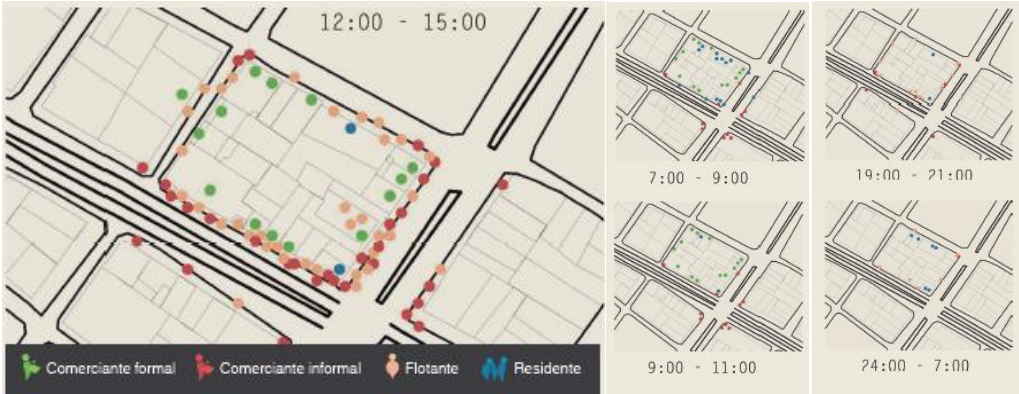 12:00 - 15:00
Comerciante formal
Comerciante informal
Flotante
Residente
7:00 - 9:00
19:00 - 21:00
9:00 - 11:00
24:00 - 7:00